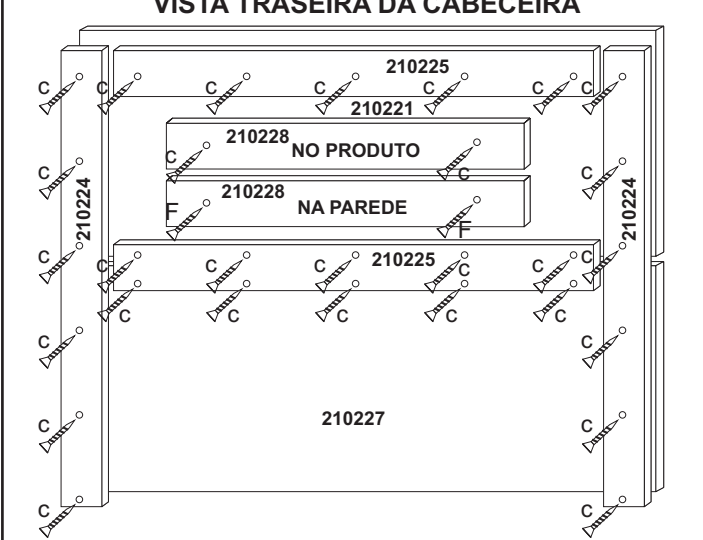 VISTA TRASEIRA DA CABECEIRA
210225
C C C C C C C
210221
210228 NO PRODUTO
C C
C C
210224
210224
210228 NA PAREDE
F F
210225
C C C C C C C
C C C C C
C C
210227
C C
C C